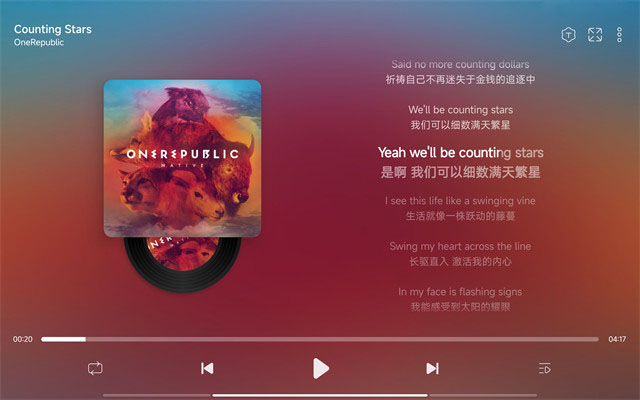 Counting Stars
OneRepublic
T
ONEREPUBLIC
NATIVE
Said no more counting dollars
祈祷自己不再迷失于金钱的追逐中
We'll be counting stars
我们可以细数满天繁星
Yeah we'll be counting stars
是啊 我们可以细数满天繁星
I see this life like a swinging vine
生活就像一株跃动的藤蔓
Swing my heart across the line
长驱直入 激活我的内心
In my face is flashing signs
我能感受到太阳的耀眼
00:20
04:17